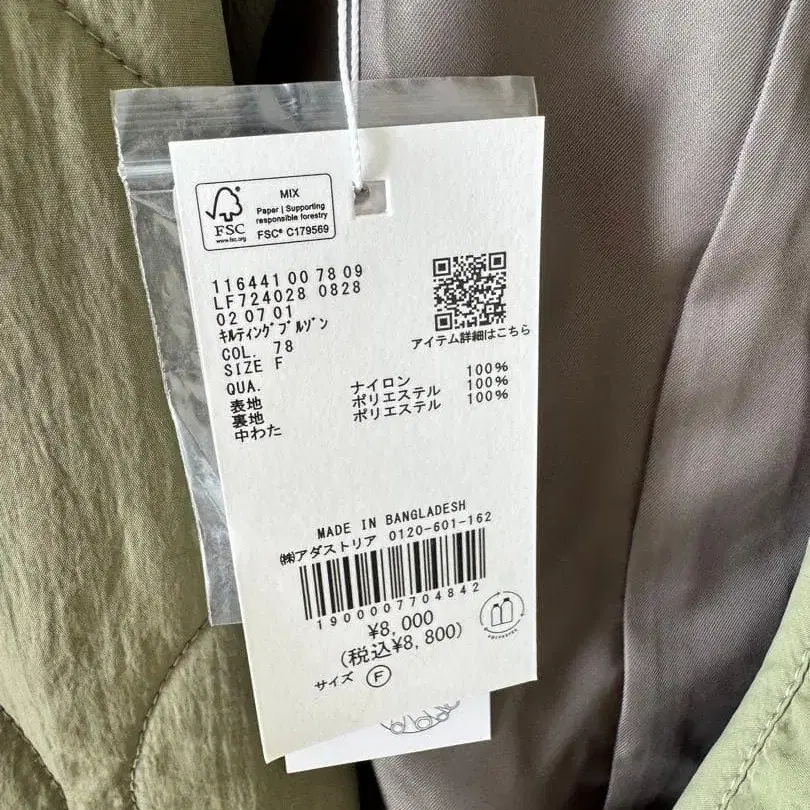 MIX
Paper | Supporting
responsible forestry
FSC
www.fsc.org
FSC® C179569
116441 00 78 09
LF724028 0828
02 07 01
ｷﾙﾃｨﾝｸﾞﾌﾞﾙｿﾞﾝ
COL. 78
SIZE F
アイテム詳細はこちら
QUA.
表地 ナイロン 100%
裏地 ポリエステル 100%
中わた ポリエステル 100%
MADE IN BANGLADESH
㈱アダストリア 0120-601-162
1900007704842
¥8,000
(税込¥8,800)
サイズ F